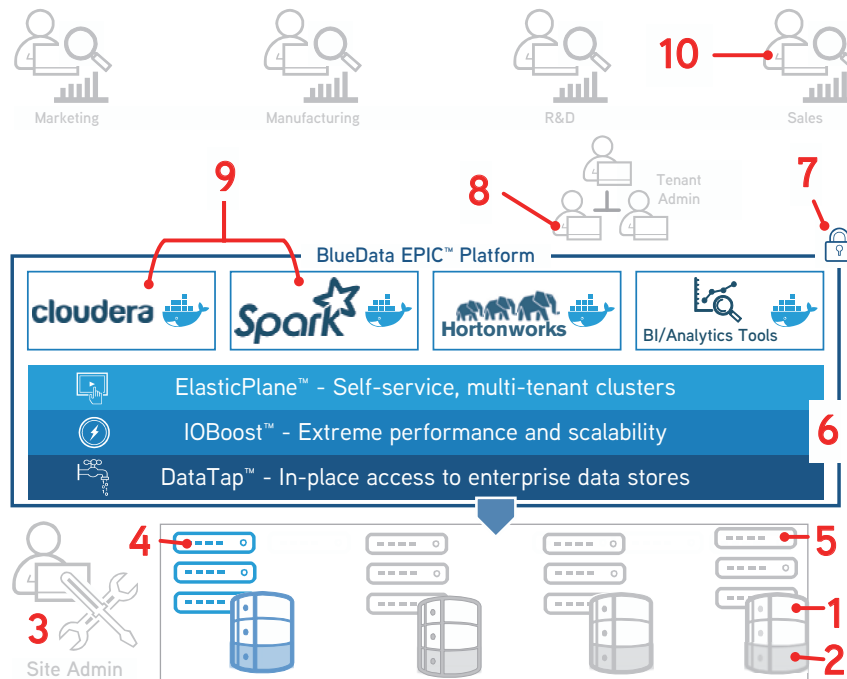 10
Marketing
Manufacturing
R&D
Sales
9
8
Tenant
Admin
7
BlueData EPIC™ Platform
cloudera
Spark
Hortonworks
BI/Analytics Tools
ElasticPlane™ - Self-service, multi-tenant clusters
IOBoost™ - Extreme performance and scalability
6
DataTap™ - In-place access to enterprise data stores
4
5
3
1
2
Site Admin